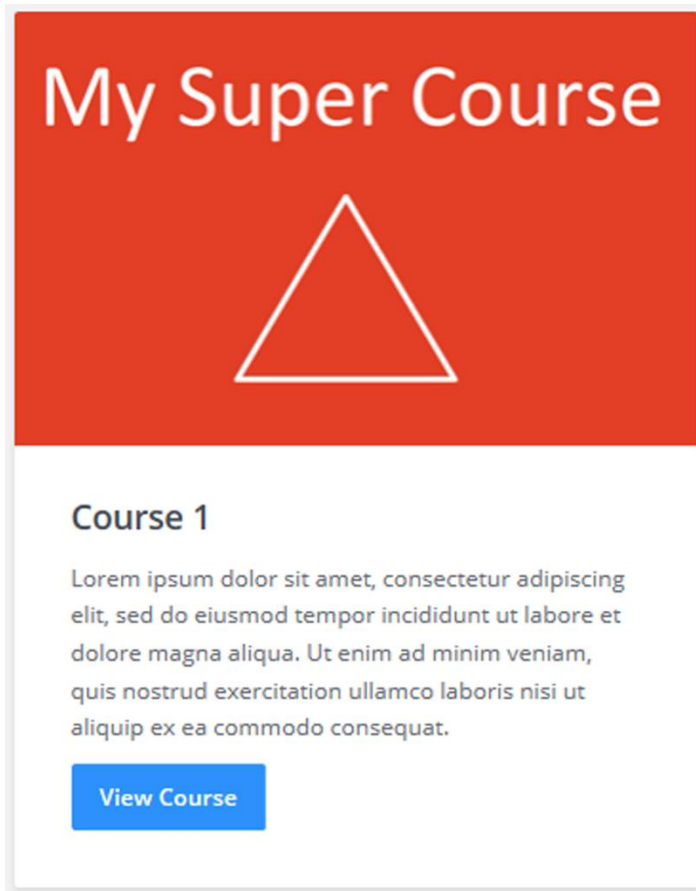 My Super Course
Course 1
Lorem ipsum dolor sit amet, consectetur adipiscing
elit, sed do eiusmod tempor incididunt ut labore et
dolore magna aliqua. Ut enim ad minim veniam,
quis nostrud exercitation ullamco laboris nisi ut
aliquip ex ea commodo consequat.
View Course